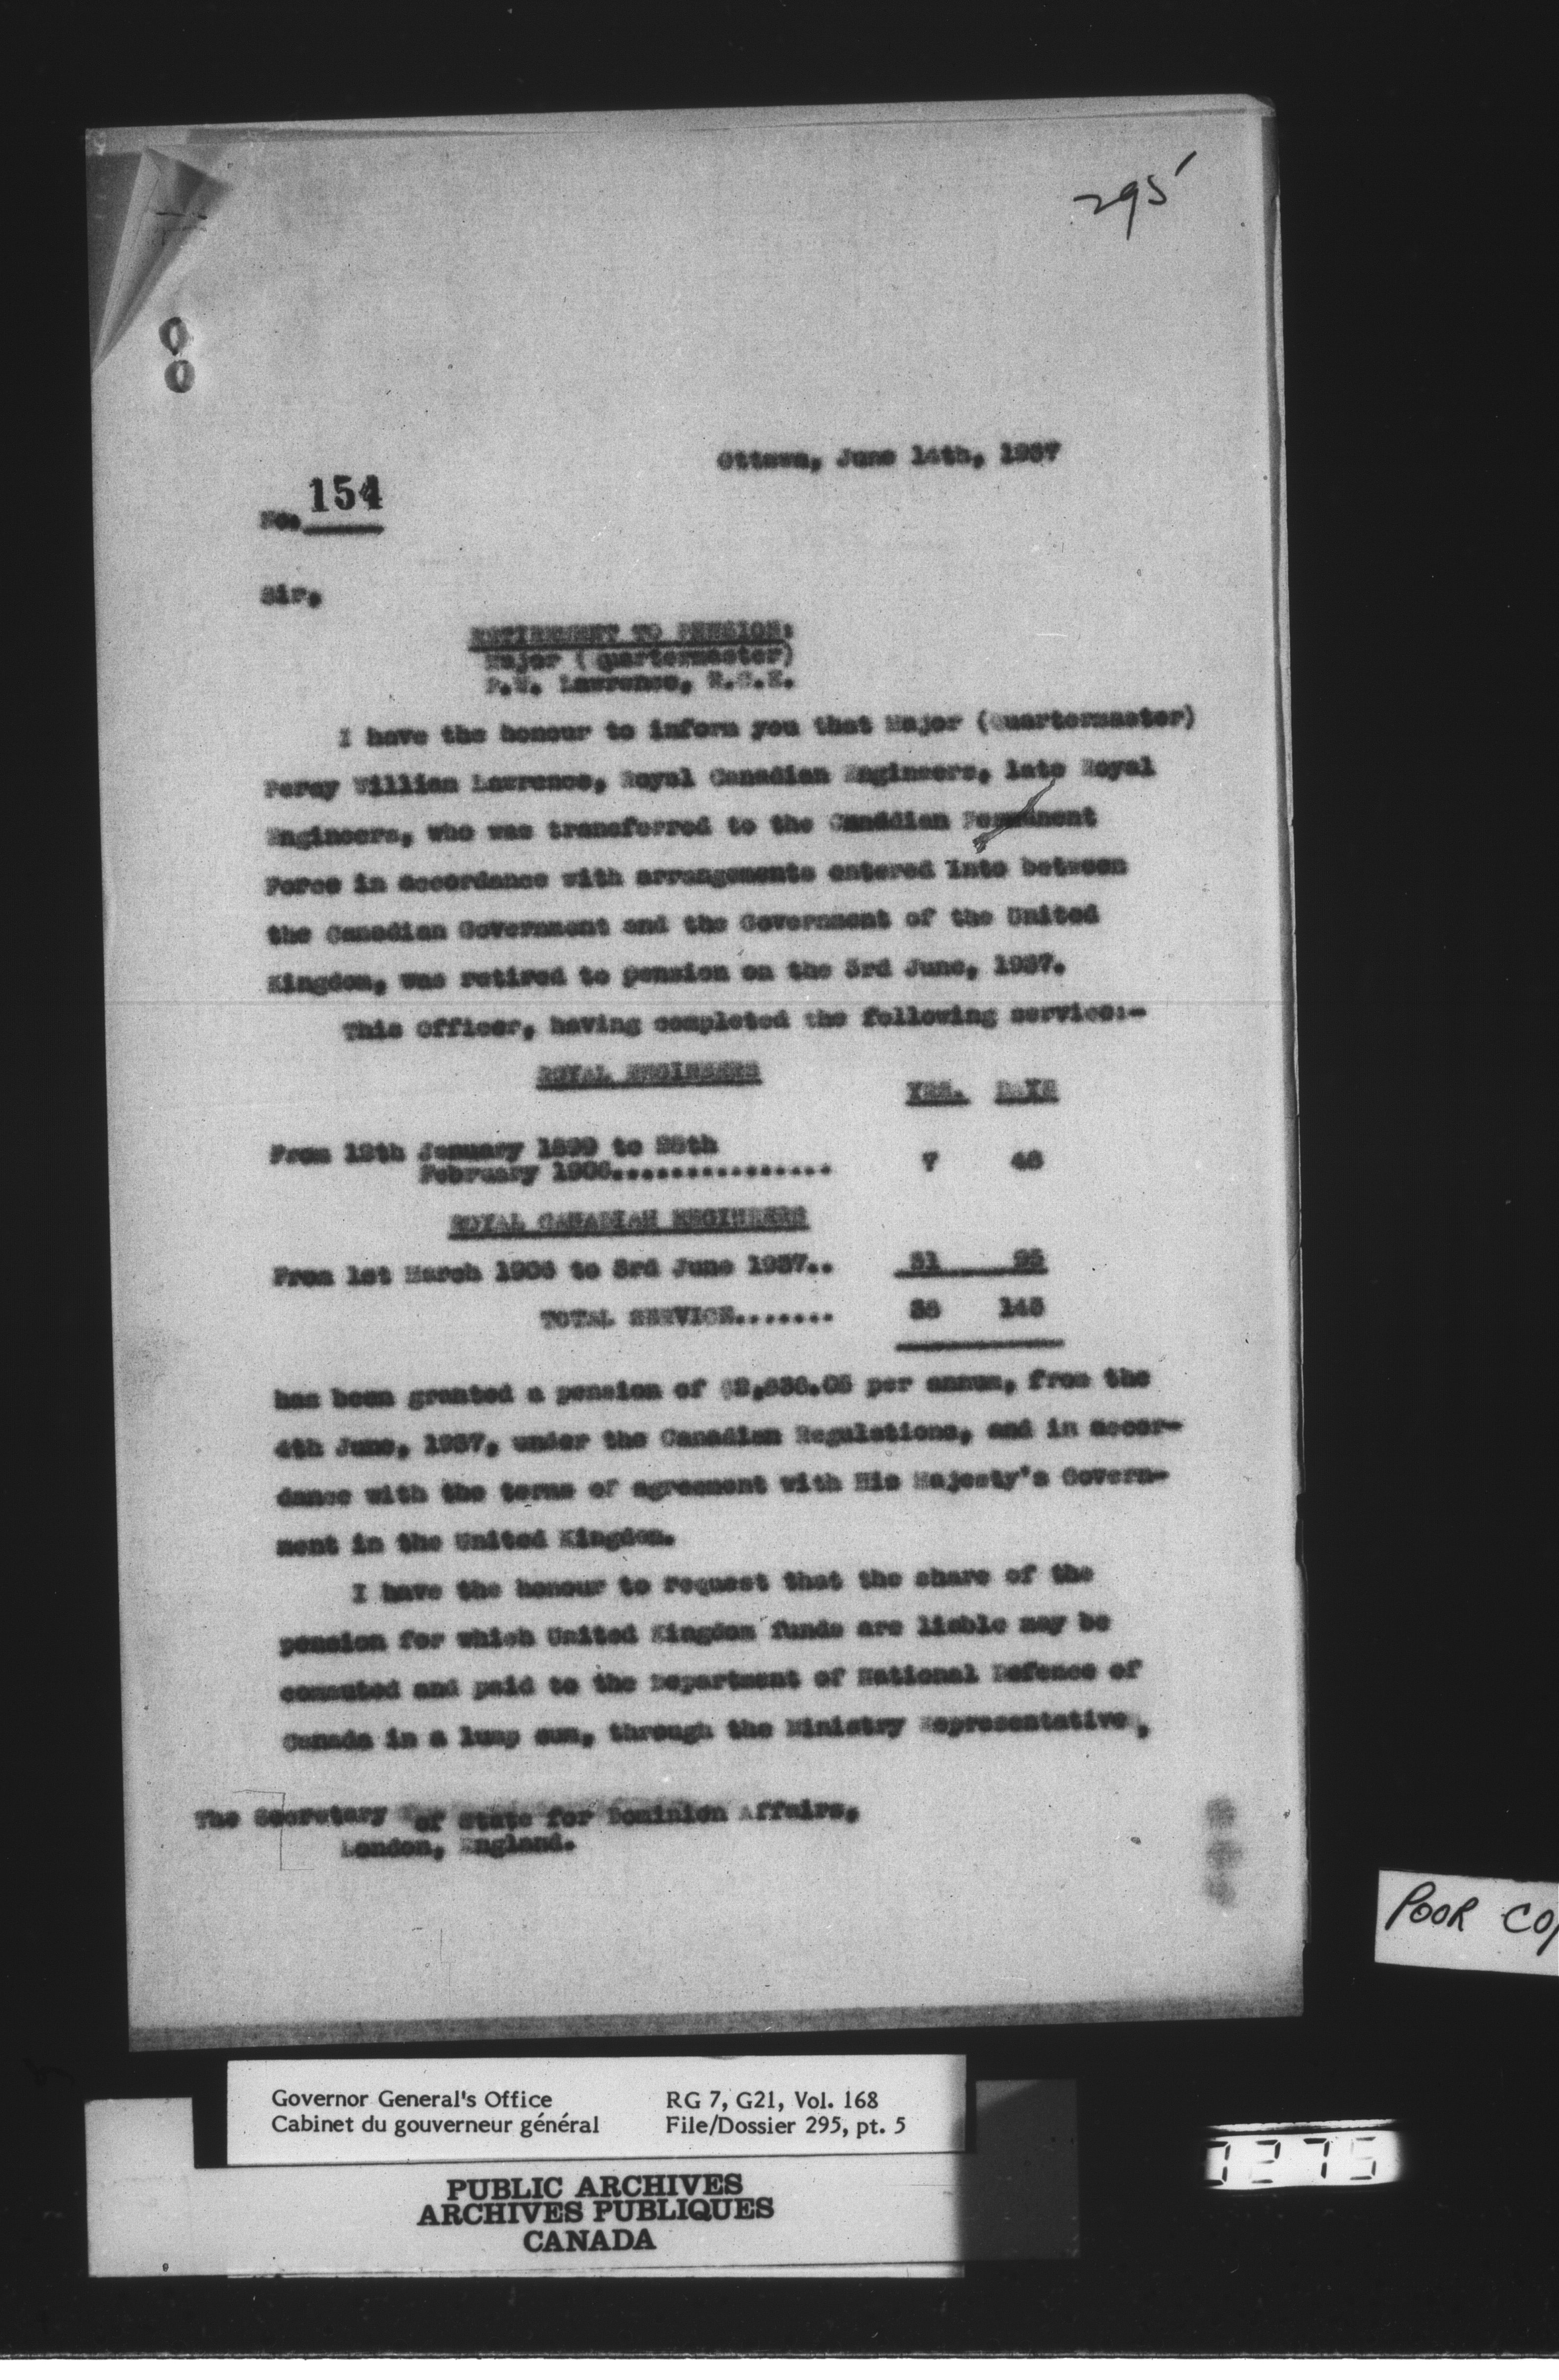 295
Ottawa, June 14th, 1937
No. 154
Sir,
RETIREMENT TO PENSION:
Major (Quartermaster)
P.W. Lawrence, R.C.E.
I have the honour to inform you that Major (Quartermaster)
Percy William Lawrence, Royal Canadian Engineers, late Royal
Engineers, who was transferred to the Canadian Permanent
Force in accordance with arrangements entered into between
the Canadian Government and the Government of the United
Kingdom, was retired to pension on the 3rd June, 1937.
This Officer, having completed the following service:-
ROYAL ENGINEERS
YRS. DAYS
From 12th January 1899 to 28th
February 1906................ 7 48
ROYAL CANADIAN ENGINEERS
From 1st March 1906 to 3rd June 1937.. 31 95
TOTAL SERVICE....... 38 143
has been granted a pension of per annum, from the
4th June, 1937, under the Canadian Regulations, and in accor-
dance with the terms of agreement with His Majesty's Govern-
ment in the United Kingdom.
I have the honour to request that the share of the
pension for which United Kingdom funds are liable may be
commuted and paid to the Department of National Defence of
Canada in a lump sum, through the Ministry Representative,
The Secretary of State for Dominion Affairs,
London, England.
POOR CO
Governor General's Office RG 7, G21, Vol. 168
Cabinet du gouverneur général File/Dossier 295, pt. 5
PUBLIC ARCHIVES
ARCHIVES PUBLIQUES
CANADA